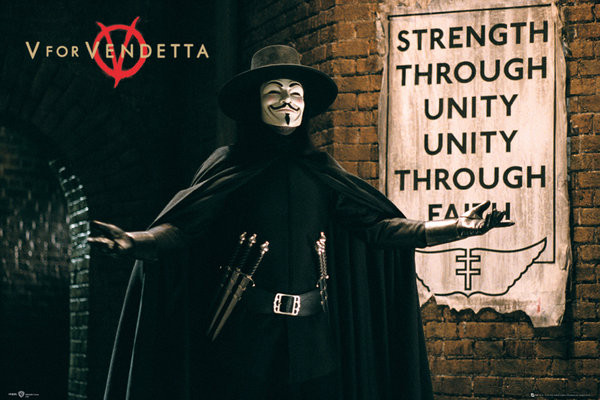 V FOR VENDETTA
STRENGTH
THROUGH
UNITY
UNITY
THROUGH
FAITH